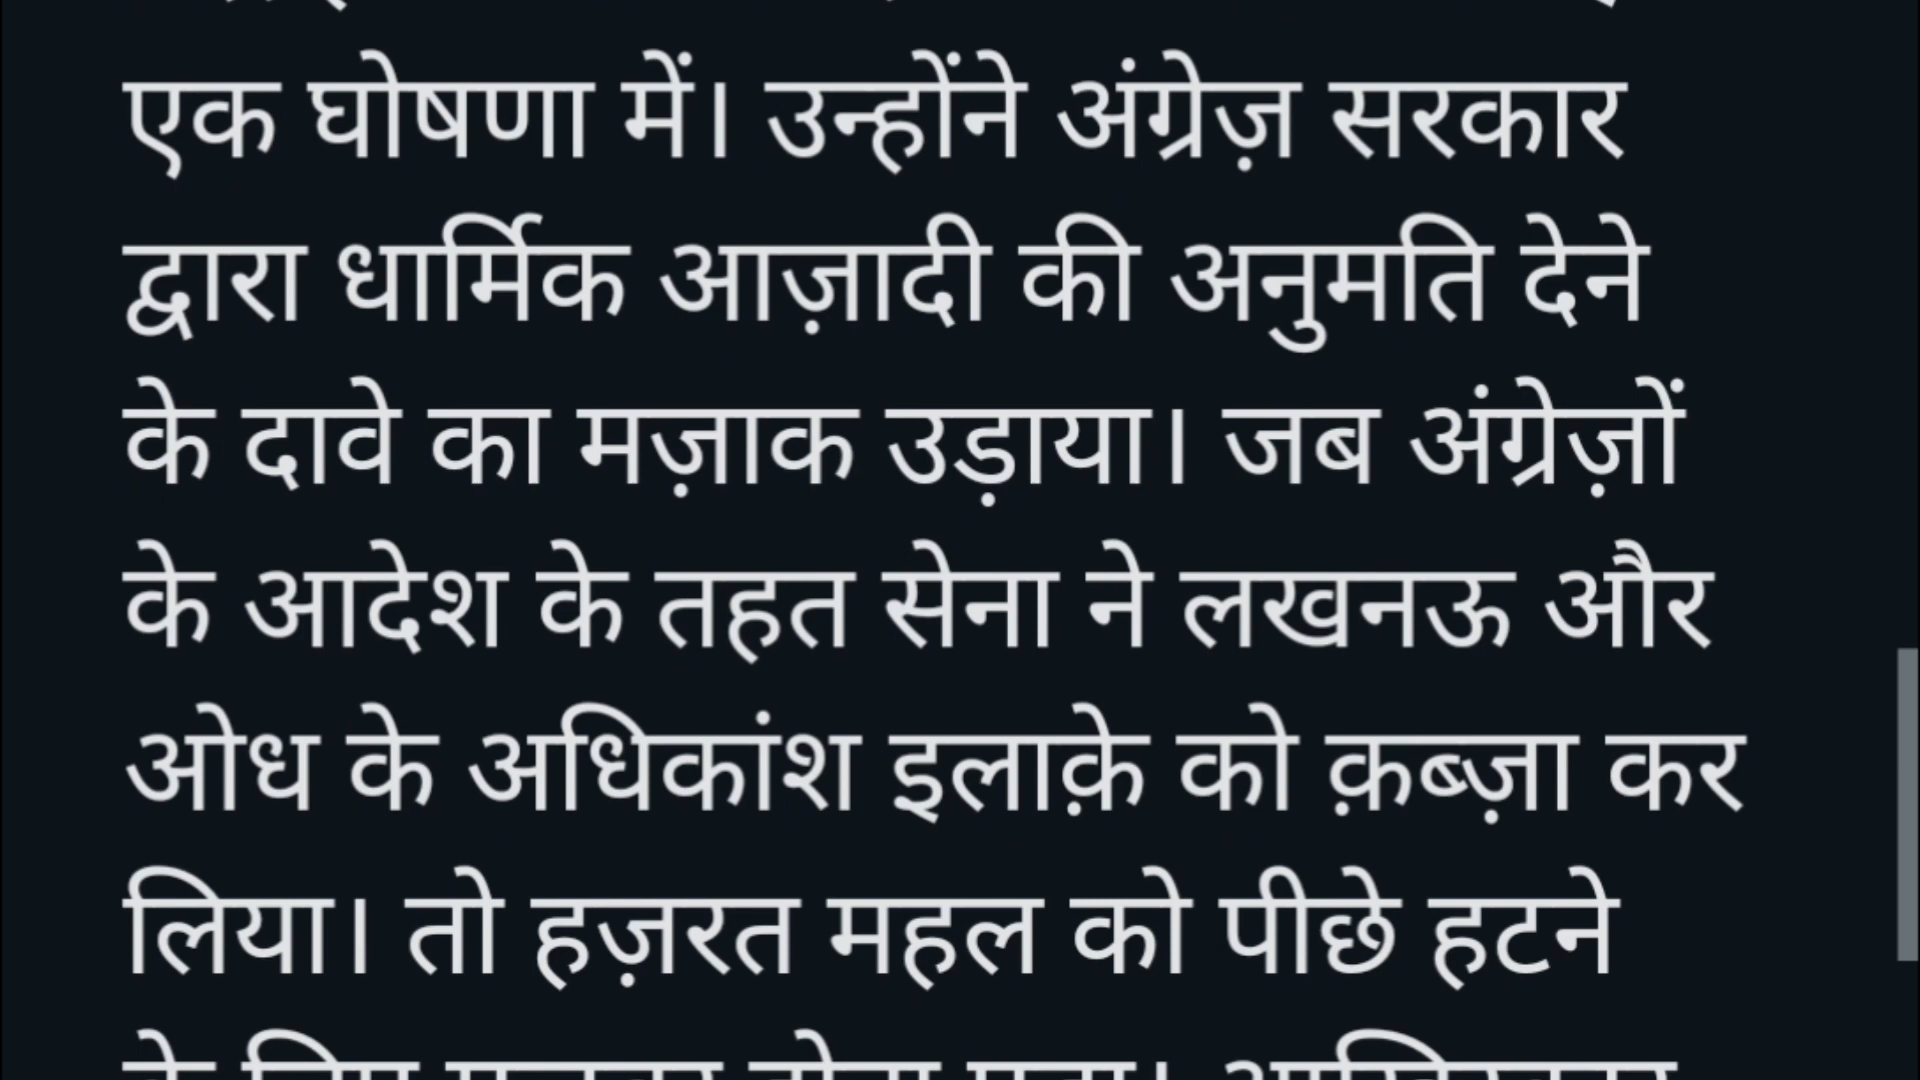 एक घोषणा में। उन्होंने अंग्रेज़ सरकार
द्वारा धार्मिक आज़ादी की अनुमति देने
के दावे का मज़ाक उड़ाया। जब अंग्रेज़ों
के आदेश के तहत सेना ने लखनऊ और
ओध के अधिकांश इलाक़े को क़ब्ज़ा कर
लिया। तो हज़रत महल को पीछे हटने